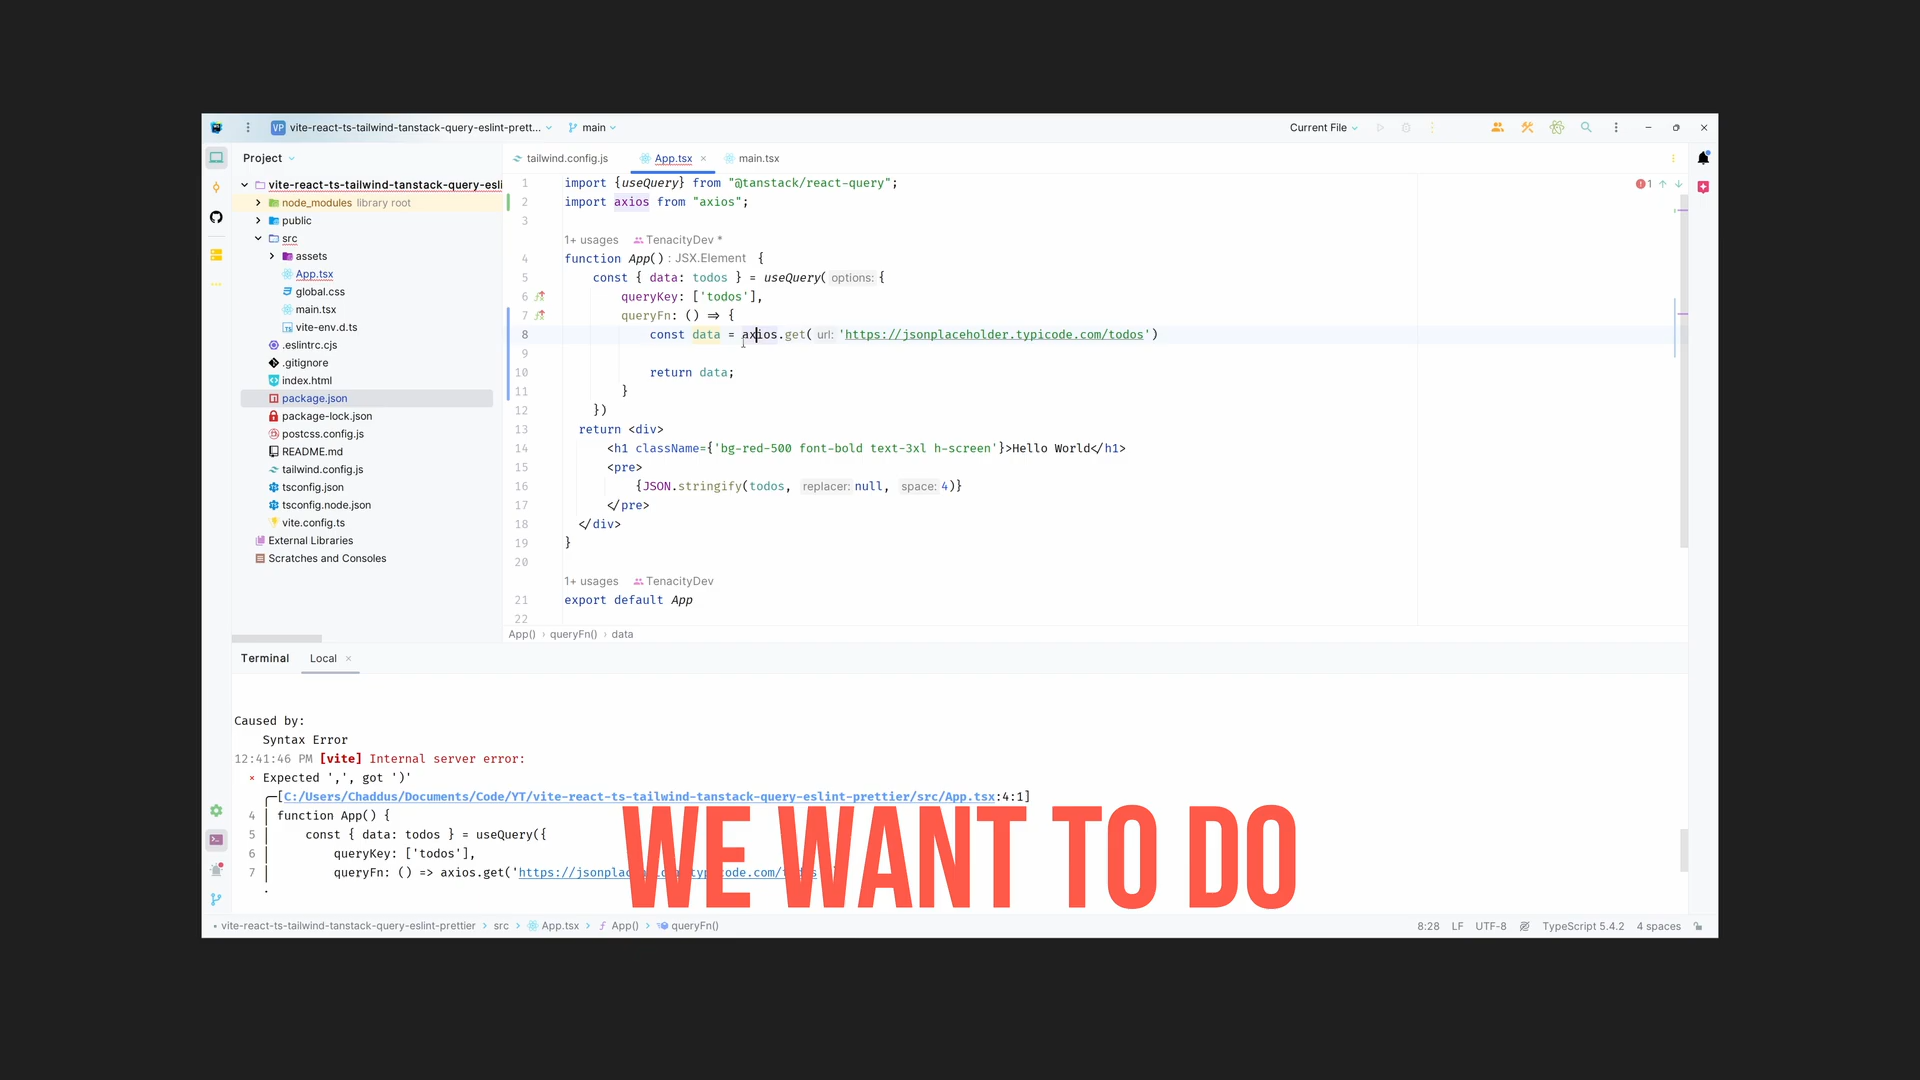 VP vite-react-ts-tailwind-tanstack-query-eslint-prett...
main
Current File
Project
tailwind.config.js
App.tsx
main.tsx
vite-react-ts-tailwind-tanstack-query-esli
node_modules library root
public
src
assets
App.tsx
global.css
main.tsx
vite-env.d.ts
.eslintrc.cjs
.gitignore
index.html
package.json
package-lock.json
postcss.config.js
README.md
tailwind.config.js
tsconfig.json
tsconfig.node.json
vite.config.ts
External Libraries
Scratches and Consoles
1 import {useQuery} from "@tanstack/react-query";
2 import axios from "axios";
3
1+ usages TenacityDev *
4 function App() : JSX.Element {
5 const { data: todos } = useQuery( options: {
6 queryKey: ['todos'],
7 queryFn: () => {
8 const data = axios.get( url: 'https://jsonplaceholder.typicode.com/todos')
9
10 return data;
11 }
12 })
13 return <div>
14 <h1 className={'bg-red-500 font-bold text-3xl h-screen'}>Hello World</h1>
15 <pre>
16 {JSON.stringify(todos, replacer: null, space: 4)}
17 </pre>
18 </div>
19 }
20
1+ usages TenacityDev
21 export default App
22
1
App() › queryFn() › data
Terminal
Local
Caused by:
Syntax Error
12:41:46 PM [vite] Internal server error:
× Expected ',', got ')'
[C:/Users/Chaddus/Documents/Code/YT/vite-react-ts-tailwind-tanstack-query-eslint-prettier/src/App.tsx:4:1]
4 function App() {
5 const { data: todos } = useQuery({
6 queryKey: ['todos'],
7 queryFn: () => axios.get('https://jsonplac
WE WANT TO DO
vite-react-ts-tailwind-tanstack-query-eslint-prettier › src › App.tsx › App() › queryFn()
8:28 LF UTF-8 TypeScript 5.4.2 4 spaces